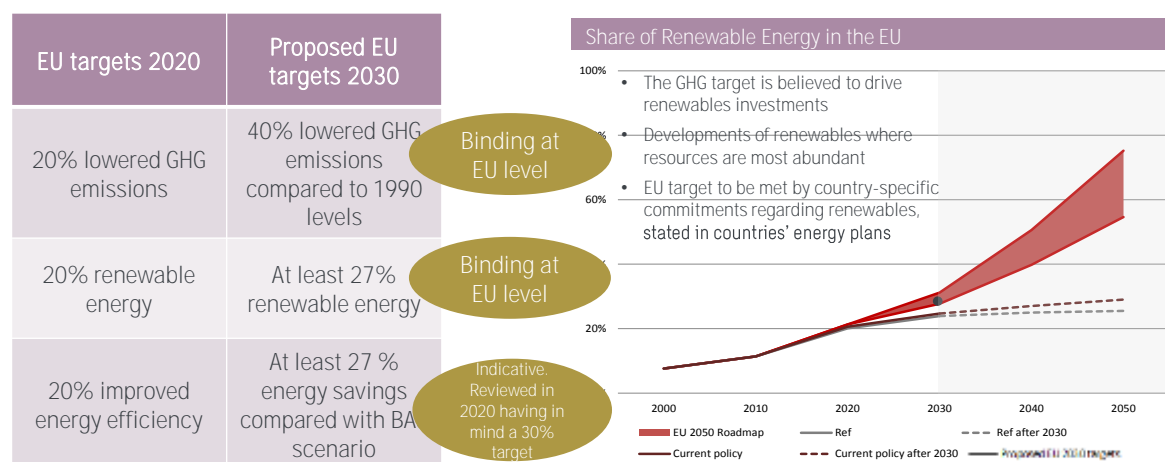 EU targets 2020
Proposed EU
targets 2030
20% lowered GHG
emissions
40% lowered GHG
emissions
compared to 1990
levels
Binding at
EU level
20% renewable
energy
At least 27%
renewable energy
Binding at
EU level
20% improved
energy efficiency
At least 27 %
energy savings
compared with BA
scenario
Indicative.
Reviewed in
2020 having in
mind a 30%
target
Share of Renewable Energy in the EU
100%
• The GHG target is believed to drive
renewables investments
• Developments of renewables where
resources are most abundant
• EU target to be met by country-specific
commitments regarding renewables,
stated in countries' energy plans
60%
20%
2000 2010 2020 2030 2040 2050
EU 2050 Roadmap Ref Ref after 2030
Current policy Current policy after 2030 Proposed EU 2030 targets